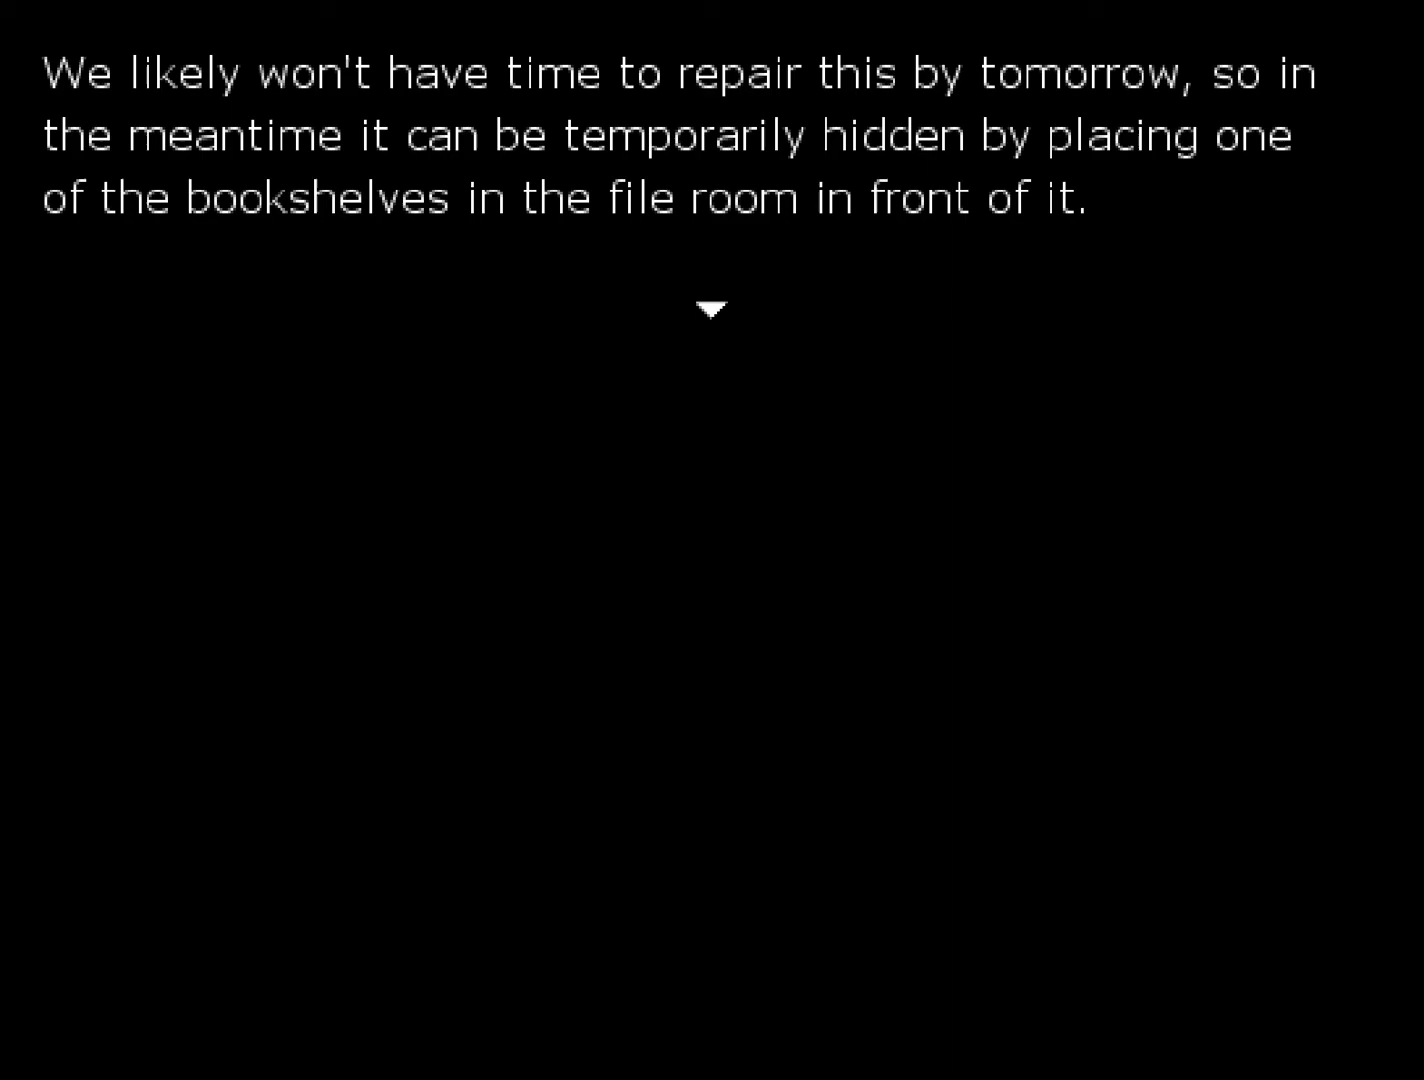 We likely won't have time to repair this by tomorrow, so in
the meantime it can be temporarily hidden by placing one
of the bookshelves in the file room in front of it.